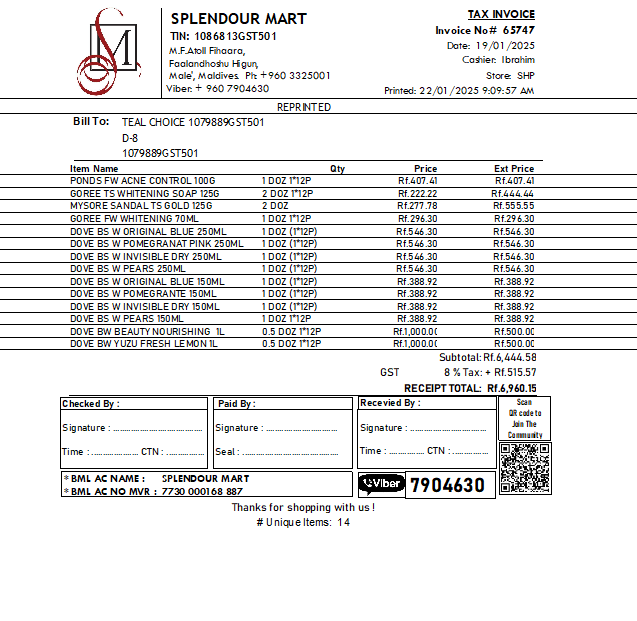 SM
SPLENDOUR MART
TIN: 1086813GST501
M.F.Atoll Fihaara,
Faalandhoshu Higun,
Male', Maldives. Ph: +960 3325001
Viber: + 960 7904630
TAX INVOICE
Invoice No# 65747
Date: 19/01/2025
Cashier: Ibrahim
Store: SHP
Printed: 22/01/2025 9:09:57 AM
REPRINTED
Bill To: TEAL CHOICE 1079889GST501
D-8
1079889GST501
Item Name Qty Price Ext Price
PONDS FW ACNE CONTROL 100G 1 DOZ 1*12P Rf.407.41 Rf.407.41
GOREE TS WHITENING SOAP 125G 2 DOZ 1*12P Rf.222.22 Rf.444.44
MYSORE SANDAL TS GOLD 125G 2 DOZ Rf.277.78 Rf.555.55
GOREE FW WHITENING 70ML 1 DOZ 1*12P Rf.296.30 Rf.296.30
DOVE BS W ORIGINAL BLUE 250ML 1 DOZ (1*12P) Rf.546.30 Rf.546.30
DOVE BS W POMEGRANAT PINK 250ML 1 DOZ (1*12P) Rf.546.30 Rf.546.30
DOVE BS W INVISIBLE DRY 250ML 1 DOZ (1*12P) Rf.546.30 Rf.546.30
DOVE BS W PEARS 250ML 1 DOZ (1*12P) Rf.546.30 Rf.546.30
DOVE BS W ORIGINAL BLUE 150ML 1 DOZ (1*12P) Rf.388.92 Rf.388.92
DOVE BS W POMEGRANTE 150ML 1 DOZ (1*12P) Rf.388.92 Rf.388.92
DOVE BS W INVISIBLE DRY 150ML 1 DOZ (1*12P) Rf.388.92 Rf.388.92
DOVE BS W PEARS 150ML 1 DOZ 1*12P Rf.388.92 Rf.388.92
DOVE BW BEAUTY NOURISHING 1L 0.5 DOZ 1*12P Rf.1,000.00 Rf.500.00
DOVE BW YUZU FRESH LEMON 1L 0.5 DOZ 1*12P Rf.1,000.00 Rf.500.00
Subtotal: Rf.6,444.58
GST 8 % Tax: + Rf.515.57
RECEIPT TOTAL: Rf.6,960.15
Checked By :
Signature : ......................................
Time : .................. CTN : ..............
Paid By :
Signature : ......................................
Seal : ......................................
Recevied By :
Signature : ......................................
Time : .................. CTN : ..............
Scan
QR code to
Join The
Community
* BML AC NAME : SPLENDOUR MART
* BML AC NO MVR : 7730 000168 887
Viber 7904630
Thanks for shopping with us !
# Unique Items: 14